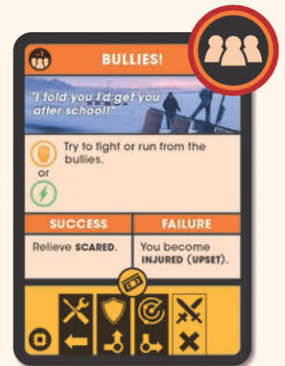 BULLIES!
"I told you I'd get you
after school!"
Try to fight or run from the
bullies.
or
SUCCESS
FAILURE
Relieve SCARED.
You become
INJURED (UPSET).